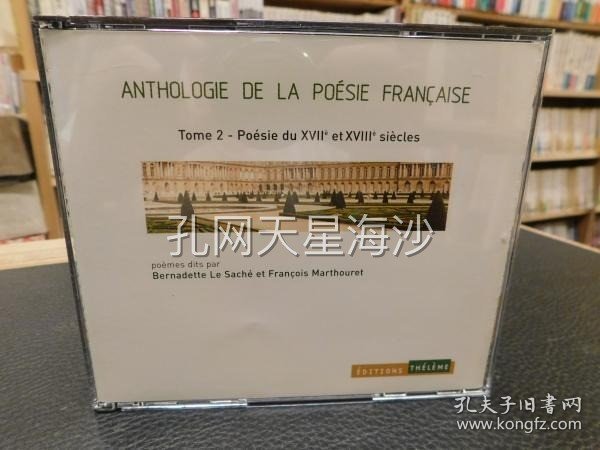 ANTHOLOGIE DE LA POÉSIE FRANÇAISE
Tome 2 - Poésie du XVIIe et XVIIIe siècles
孔网天星海沙
poèmes dits par
Bernadette Le Saché et François Marthouret
ÉDITIONS THÉLÈME
孔夫子旧书网
www.kongfz.com